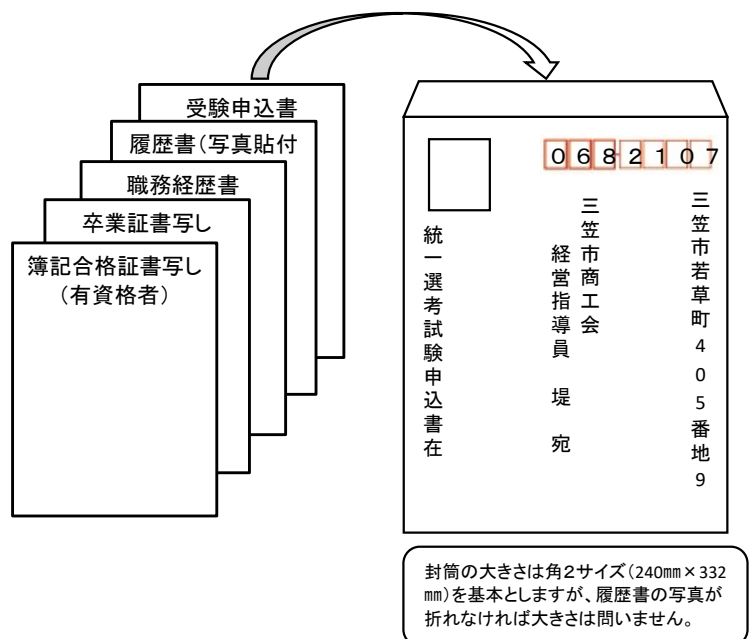 受験申込書
履歴書(写真貼付
職務経歴書
卒業証書写し
簿記合格証書写し
(有資格者)
0682107
三笠市若草町405番地9
三笠市商工会
経営指導員 堤 宛
統一選考試験申込書在
封筒の大きさは角2サイズ(240㎜×332
㎜)を基本としますが、履歴書の写真が
折れなければ大きさは問いません。